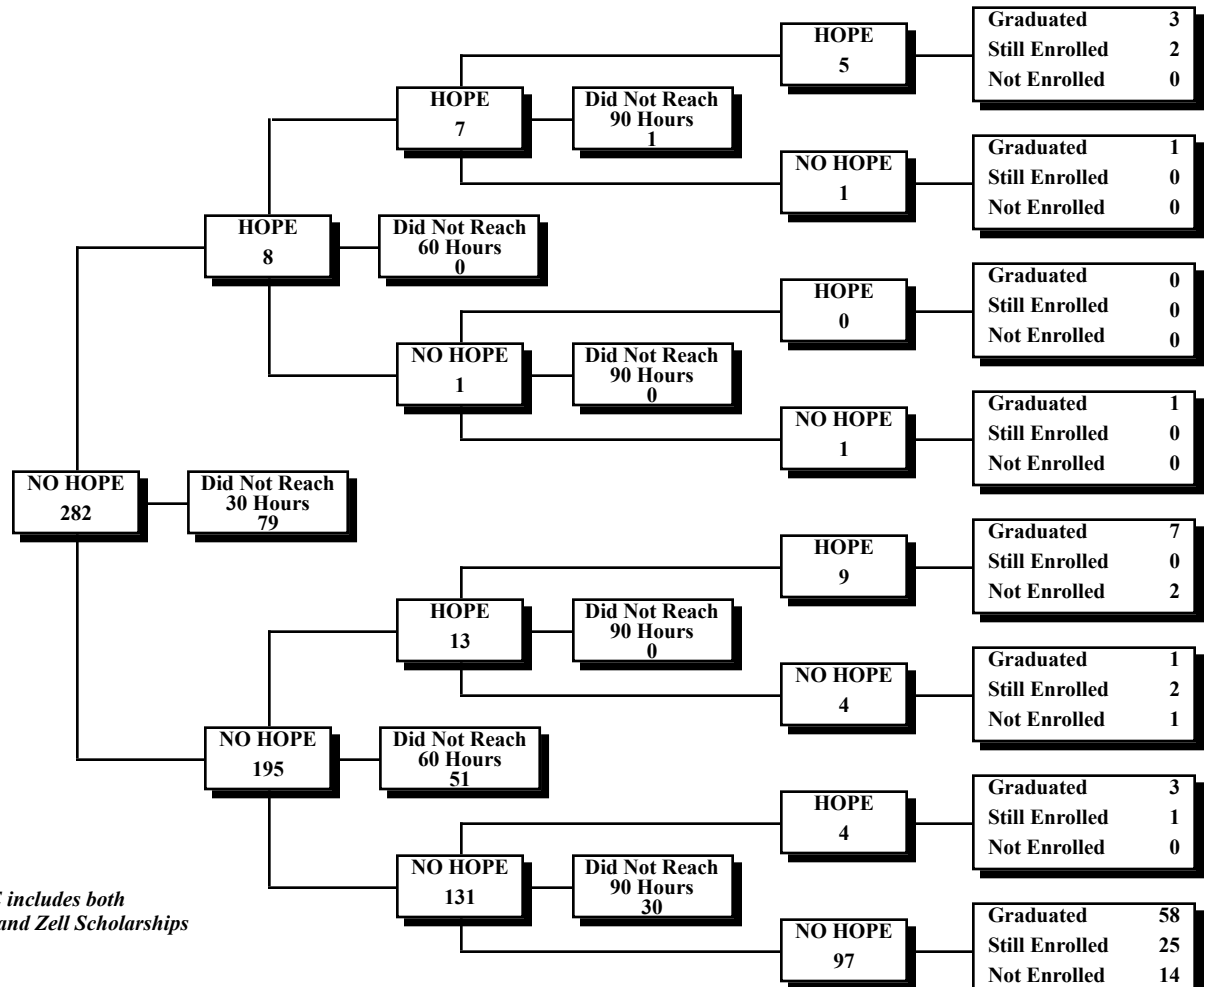 HOPE
5
Graduated 3
Still Enrolled 2
Not Enrolled 0
HOPE
7
Did Not Reach
90 Hours
1
NO HOPE
1
Graduated 1
Still Enrolled 0
Not Enrolled 0
HOPE
8
Did Not Reach
60 Hours
0
HOPE
0
Graduated 0
Still Enrolled 0
Not Enrolled 0
NO HOPE
1
Did Not Reach
90 Hours
0
NO HOPE
1
Graduated 1
Still Enrolled 0
Not Enrolled 0
NO HOPE
282
Did Not Reach
30 Hours
79
HOPE
9
Graduated 7
Still Enrolled 0
Not Enrolled 2
HOPE
13
Did Not Reach
90 Hours
0
NO HOPE
4
Graduated 1
Still Enrolled 2
Not Enrolled 1
NO HOPE
195
Did Not Reach
60 Hours
51
HOPE
4
Graduated 3
Still Enrolled 1
Not Enrolled 0
NO HOPE
131
Did Not Reach
90 Hours
30
NO HOPE
97
Graduated 58
Still Enrolled 25
Not Enrolled 14
includes both
and Zell Scholarships